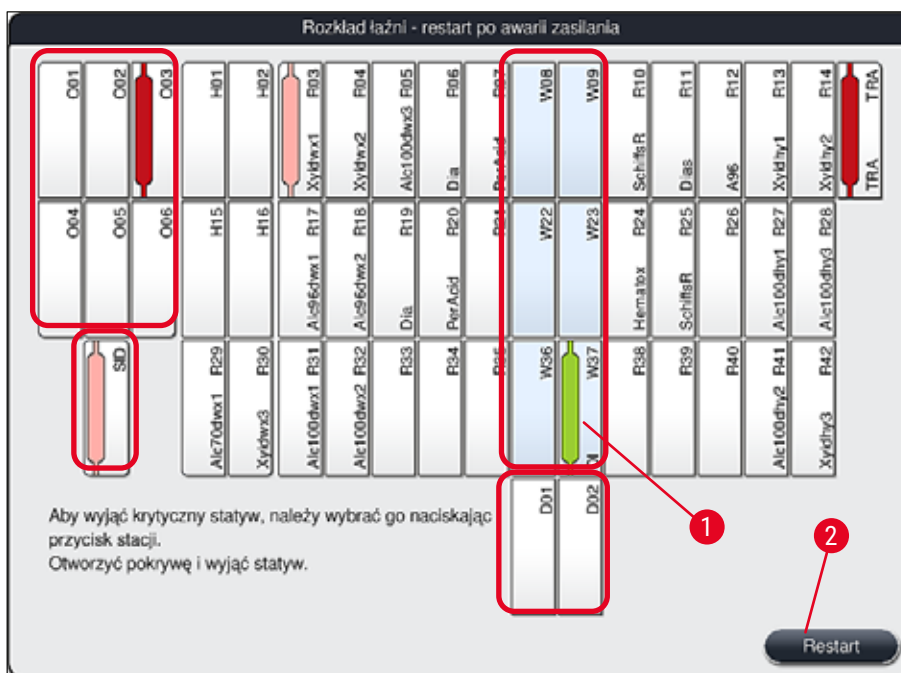 Rozkład łaźni - restart po awarii zasilania
O01
O02
O03
H01
H02
Xyldwx1 R03
Xyldwx2 R04
Alc100dwx3 R05
Dia R06
PerAcid R07
W08
W09
SchiffsR R10
Dias R11
A96 R12
Xyldhy1 R13
Xyldhy2 R14
TRA TRA
O04
O05
O06
H15
H16
Alc96dwx1 R17
Alc96dwx2 R18
Dia R19
PerAcid R20
R21
W22
W23
Hematox R24
SchiffsR R25
R26
Alc100dhy1 R27
Alc100dhy3 R28
SID
Alc70dwx1 R29
Xyldwx3 R30
Alc100dwx1 R31
Alc100dwx2 R32
R33
R34
R35
W36
DI W37
R38
R39
R40
Alc100dhy2 R41
Xyldhy3 R42
D01
D02
Aby wyjąć krytyczny statyw, należy wybrać go naciskając
przycisk stacji.
Otworzyć pokrywę i wyjąć statyw.
1
2
Restart